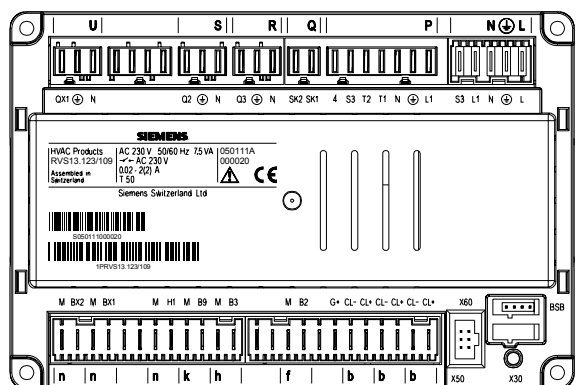 U S R Q P N L
QX1 N Q2 N Q3 N SK2 SK1 4 S3 T2 T1 N L1 S3 L1 N L
SIEMENS
HVAC Products
RVS13.123/109
Assembled in
Switzerland
AC 230 V 50/60 Hz 7.5 VA
AC 230 V
0.02 - 2(2) A
T 50
050111A
000020
CE
Siemens Switzerland Ltd
S050111000020
1PRVS13.123/109
M BX2 M BX1 M H1 M B9 M B3 M B2 G+ CL- CL+ CL- CL+ CL- CL+ X60
BSB
n n n k h f b b b X50 X30